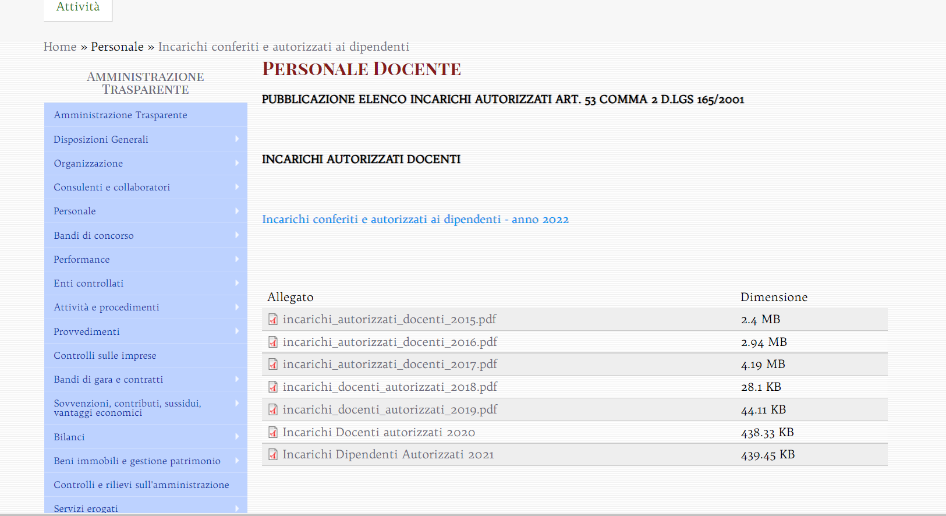 Attività
Home » Personale » Incarichi conferiti e autorizzati ai dipendenti
Amministrazione
Trasparente
Amministrazione Trasparente
Disposizioni Generali
Organizzazione
Consulenti e collaboratori
Personale
Bandi di concorso
Performance
Enti controllati
Attività e procedimenti
Provvedimenti
Controlli sulle imprese
Bandi di gara e contratti
Sovvenzioni, contributi, sussidui,
vantaggi economici
Bilanci
Beni immobili e gestione patrimonio
Controlli e rilievi sull'amministrazione
Servizi erogati
Personale Docente
PUBBLICAZIONE ELENCO INCARICHI AUTORIZZATI ART. 53 COMMA 2 D.LGS 165/2001
INCARICHI AUTORIZZATI DOCENTI
Incarichi conferiti e autorizzati ai dipendenti - anno 2022
Allegato Dimensione
incarichi_autorizzati_docenti_2015.pdf 2.4 MB
incarichi_autorizzati_docenti_2016.pdf 2.94 MB
incarichi_autorizzati_docenti_2017.pdf 4.19 MB
incarichi_docenti_autorizzati_2018.pdf 28.1 KB
incarichi_docenti_autorizzati_2019.pdf 44.11 KB
Incarichi Docenti autorizzati 2020 438.33 KB
Incarichi Dipendenti Autorizzati 2021 439.45 KB